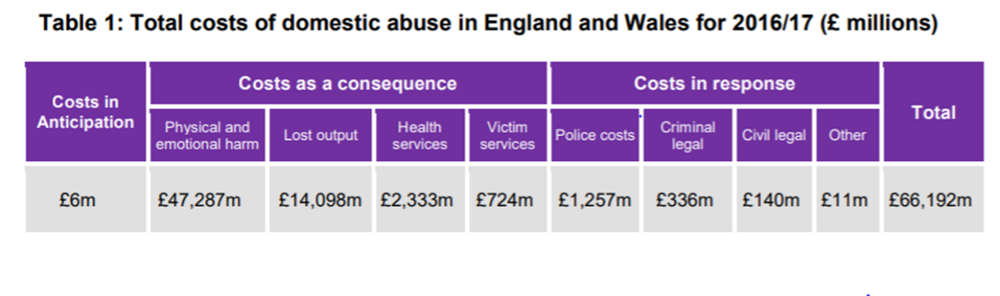 Table 1: Total costs of domestic abuse in England and Wales for 2016/17 (£ millions)
Costs in
Anticipation
Costs as a consequence
Costs in response
Total
Physical and
emotional harm
Lost output
Health
services
Victim
services
Police costs
Criminal
legal
Civil legal
Other
£6m
£47,287m
£14,098m
£2,333m
£724m
£1,257m
£336m
£140m
£11m
£66,192m